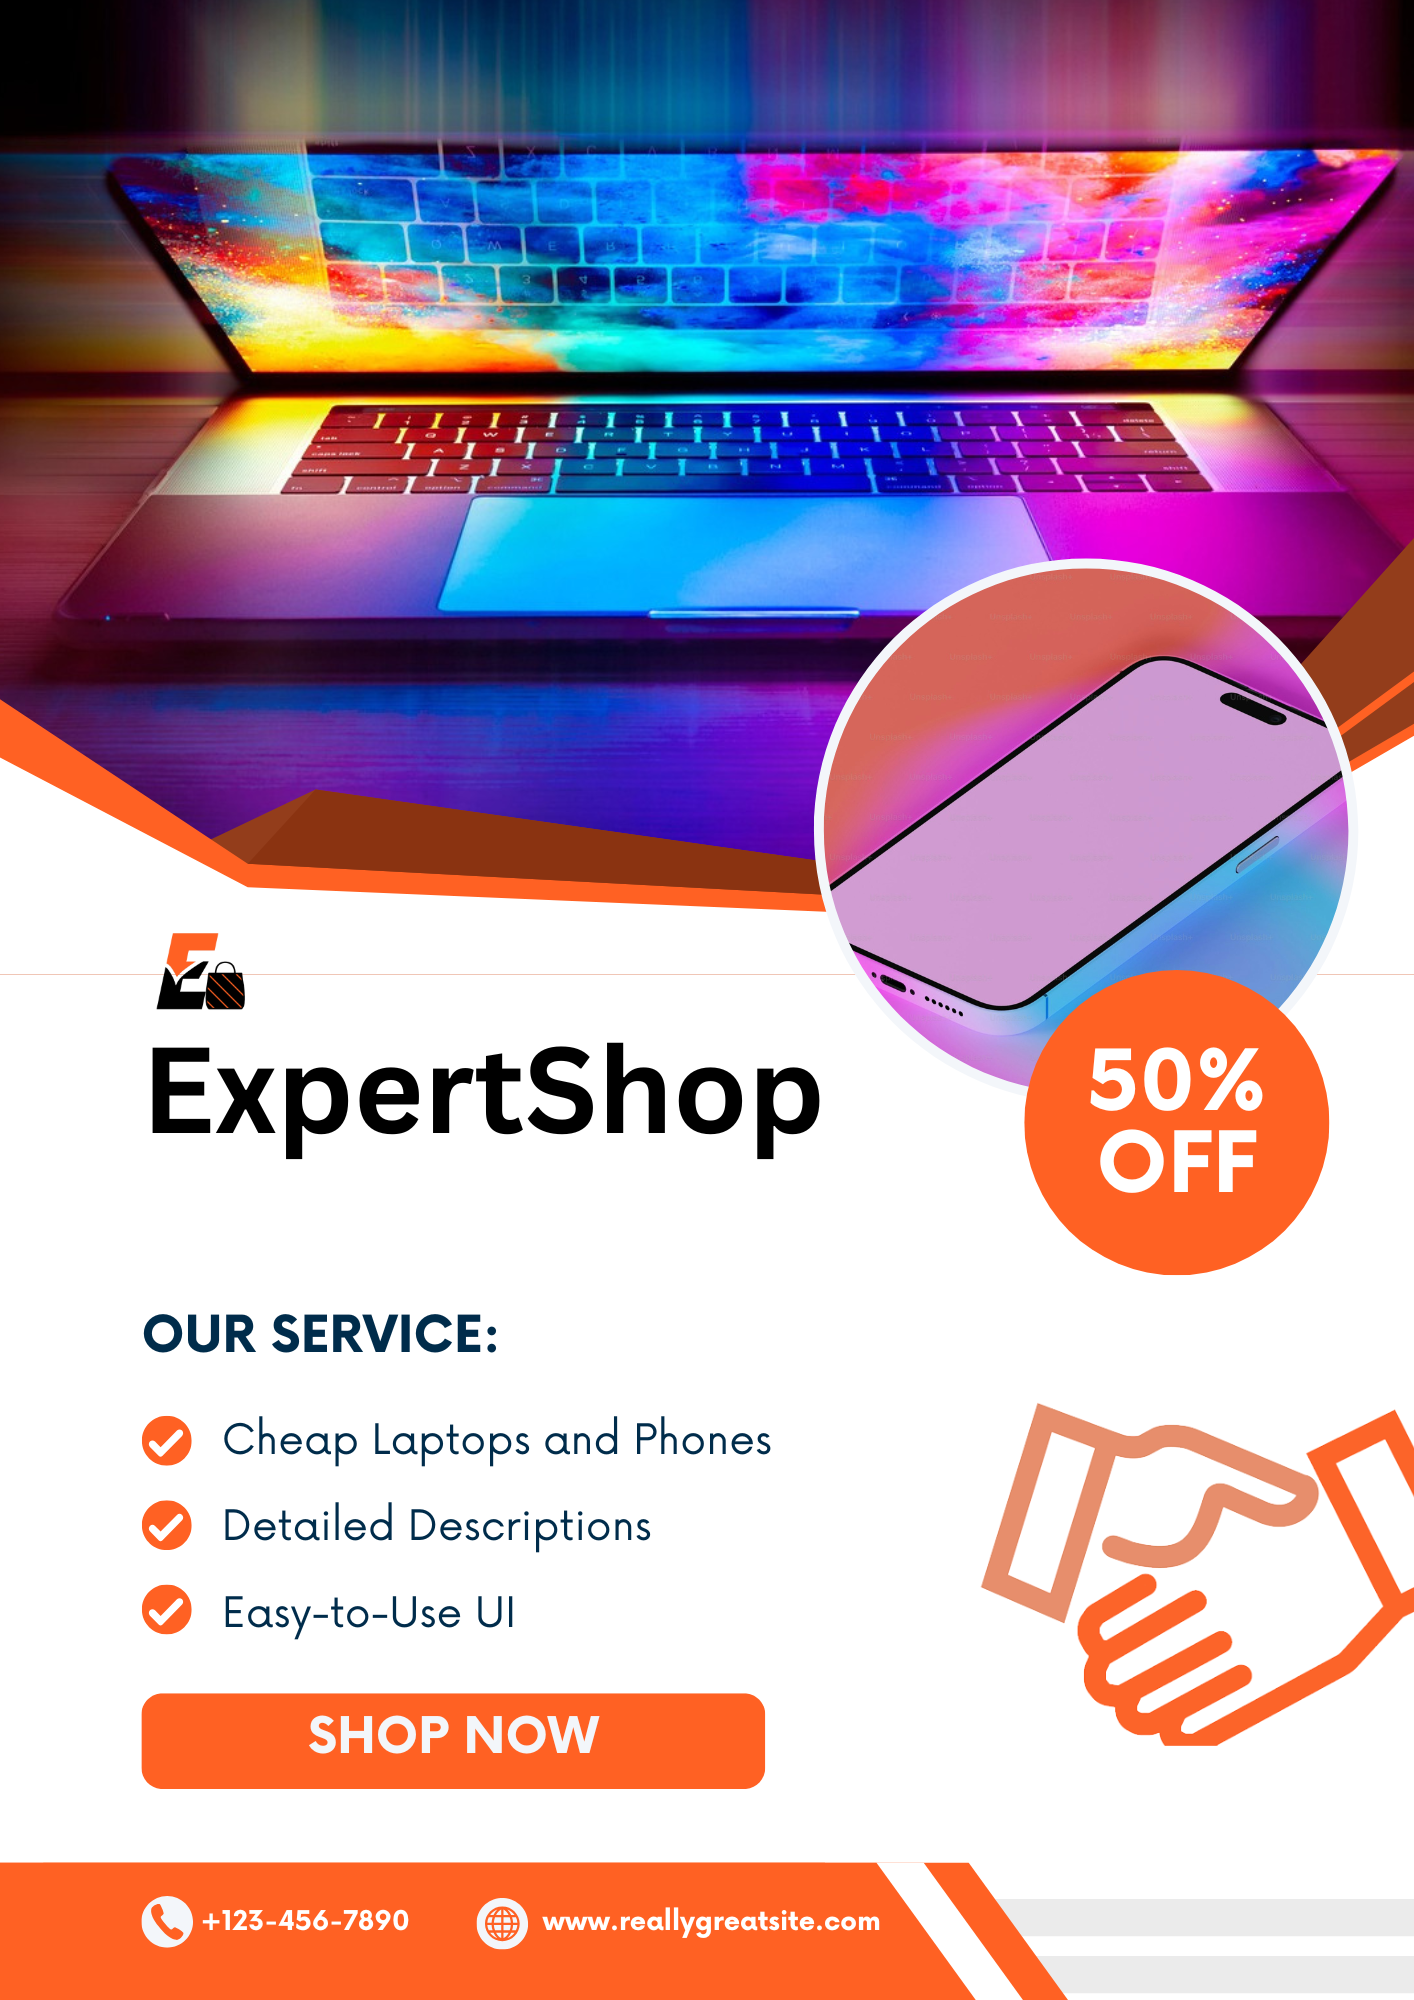 E
ExpertShop
50%
OFF
OUR SERVICE:
Cheap Laptops and Phones
Detailed Descriptions
Easy-to-Use UI
SHOP NOW
+123-456-7890
www.reallygreatsite.com